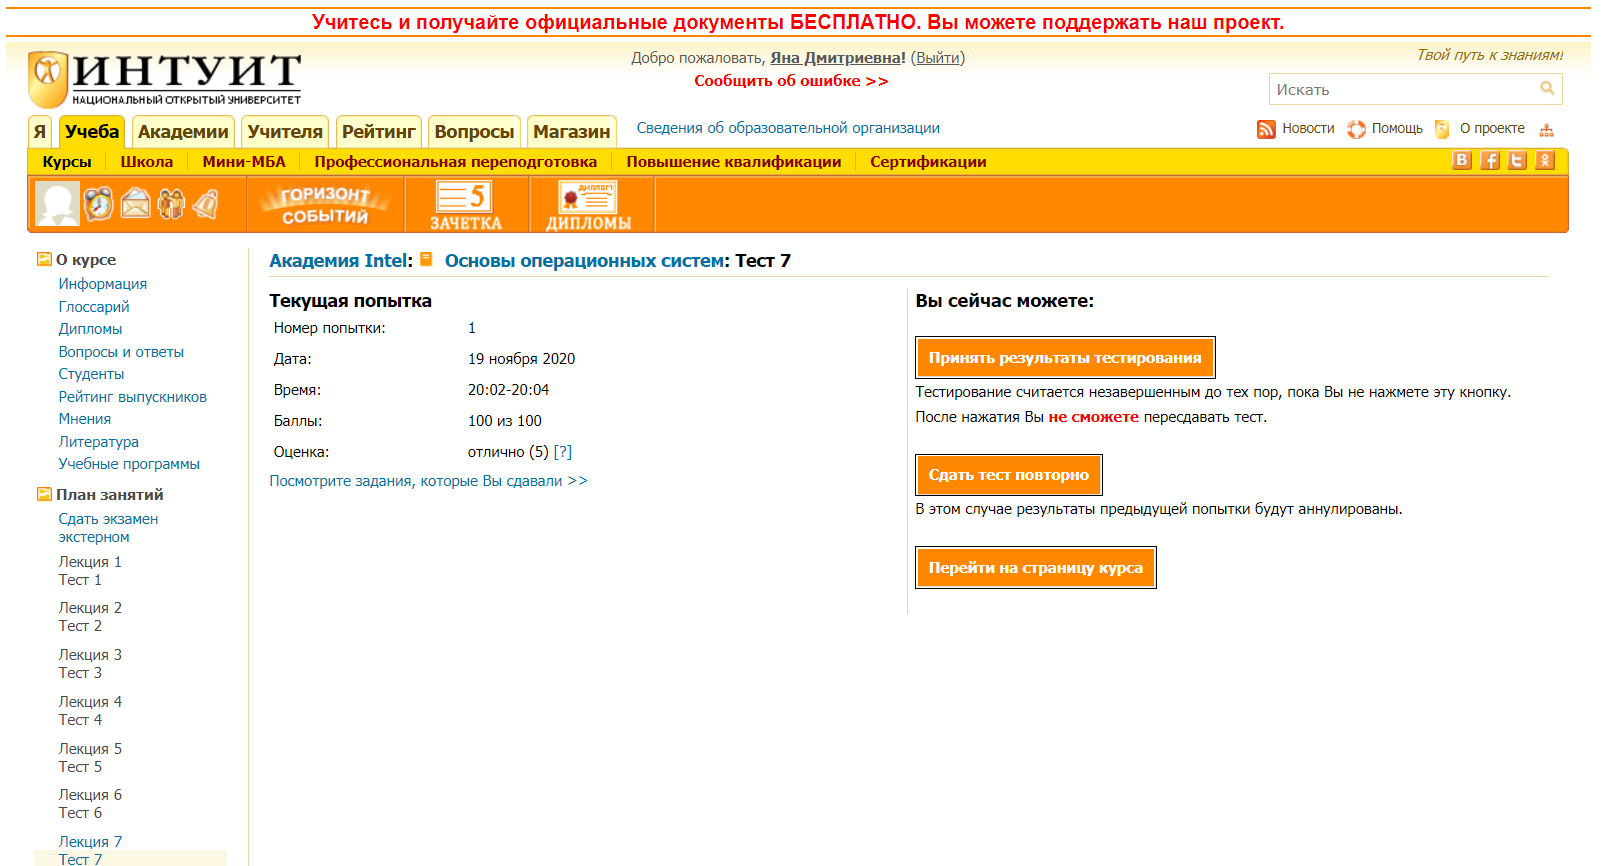 Учитесь и получайте официальные документы БЕСПЛАТНО. Вы можете поддержать наш проект.
ИНТУИТ
НАЦИОНАЛЬНЫЙ ОТКРЫТЫЙ УНИВЕРСИТЕТ
Добро пожаловать, Яна Дмитриевна! (Выйти)
Сообщить об ошибке >>
Твой путь к знаниям!
Искать
Я Учеба Академии Учителя Рейтинг Вопросы Магазин Сведения об образовательной организации
Новости Помощь О проекте
Курсы Школа Мини-МБА Профессиональная переподготовка Повышение квалификации Сертификации
ГОРИЗОНТ
СОБЫТИЙ
5
ЗАЧЕТКА
ДИПЛОМ
ДИПЛОМЫ
О курсе
Информация
Глоссарий
Дипломы
Вопросы и ответы
Студенты
Рейтинг выпускников
Мнения
Литература
Учебные программы
План занятий
Сдать экзамен
экстерном
Лекция 1
Тест 1
Лекция 2
Тест 2
Лекция 3
Тест 3
Лекция 4
Тест 4
Лекция 5
Тест 5
Лекция 6
Тест 6
Лекция 7
Тест 7
Академия Intel: Основы операционных систем: Тест 7
Текущая попытка
Номер попытки: 1
Дата: 19 ноября 2020
Время: 20:02-20:04
Баллы: 100 из 100
Оценка: отлично (5) [?]
Посмотрите задания, которые Вы сдавали >>
Вы сейчас можете:
Принять результаты тестирования
Тестирование считается незавершенным до тех пор, пока Вы не нажмете эту кнопку.
После нажатия Вы не сможете пересдавать тест.
Сдать тест повторно
В этом случае результаты предыдущей попытки будут аннулированы.
Перейти на страницу курса